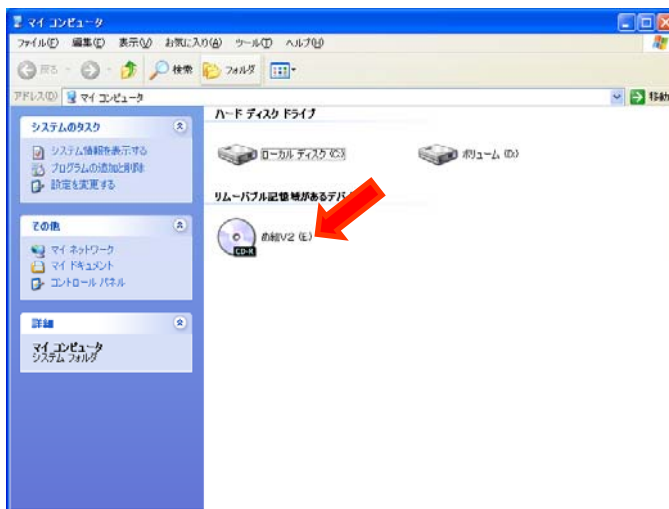 マイ コンピュータ
ファイル(F) 編集(E) 表示(V) お気に入り(A) ツール(T) ヘルプ(H)
戻る 検索 フォルダ
アドレス(D) マイ コンピュータ 移動
システムのタスク
システム情報を表示する
プログラムの追加と削除
設定を変更する
その他
マイ ネットワーク
マイ ドキュメント
コントロール パネル
詳細
マイ コンピュータ
システム フォルダ
ハード ディスク ドライブ
ローカル ディスク (C:) ボリューム (D:)
リムーバブル記憶域があるデバイ
め組V2 (E:)
CD-R